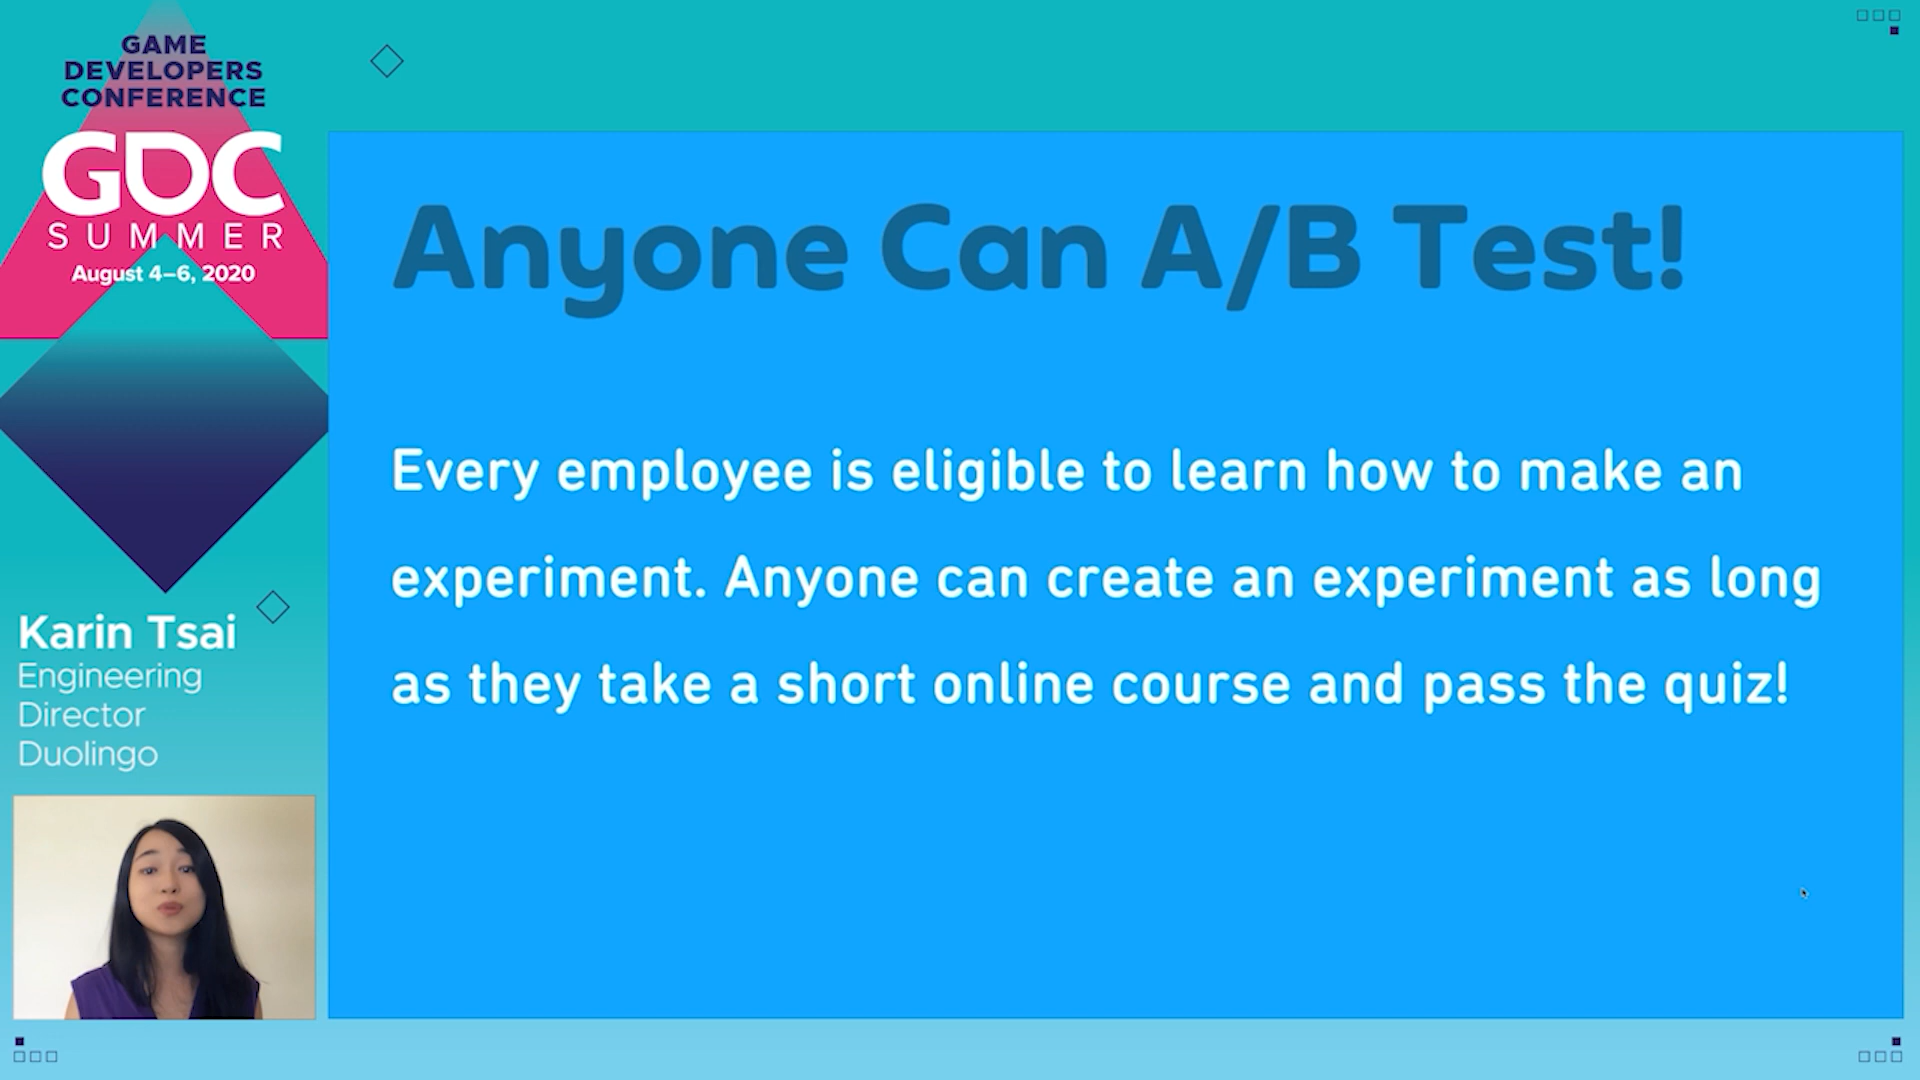 GAME
DEVELOPERS
CONFERENCE
GDC
SUMMER
August 4–6, 2020
Karin Tsai
Engineering
Director
Duolingo
Anyone Can A/B Test!
Every employee is eligible to learn how to make an
experiment. Anyone can create an experiment as long
as they take a short online course and pass the quiz!